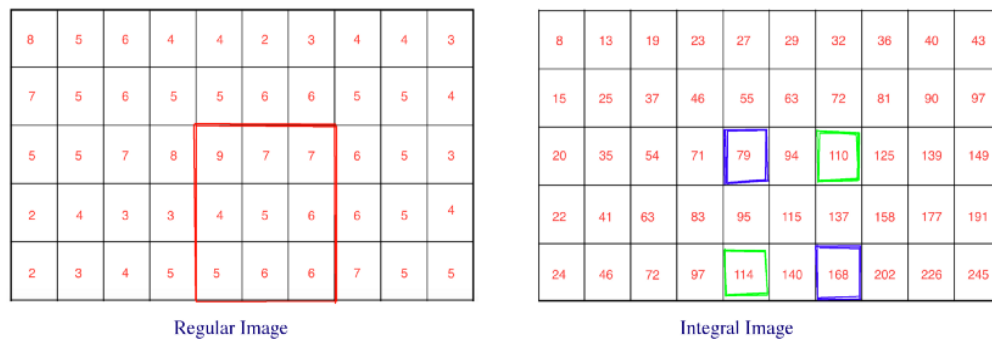 8 5 6 4 4 2 3 4 4 3
7 5 6 5 5 6 6 5 5 4
5 5 7 8 9 7 7 6 5 3
2 4 3 3 4 5 6 6 5 4
2 3 4 5 5 6 6 7 5 5
Regular Image
8 13 19 23 27 29 32 36 40 43
15 25 37 46 55 63 72 81 90 97
20 35 54 71 79 94 110 125 139 149
22 41 63 83 95 115 137 158 177 191
24 46 72 97 114 140 168 202 226 245
Integral Image